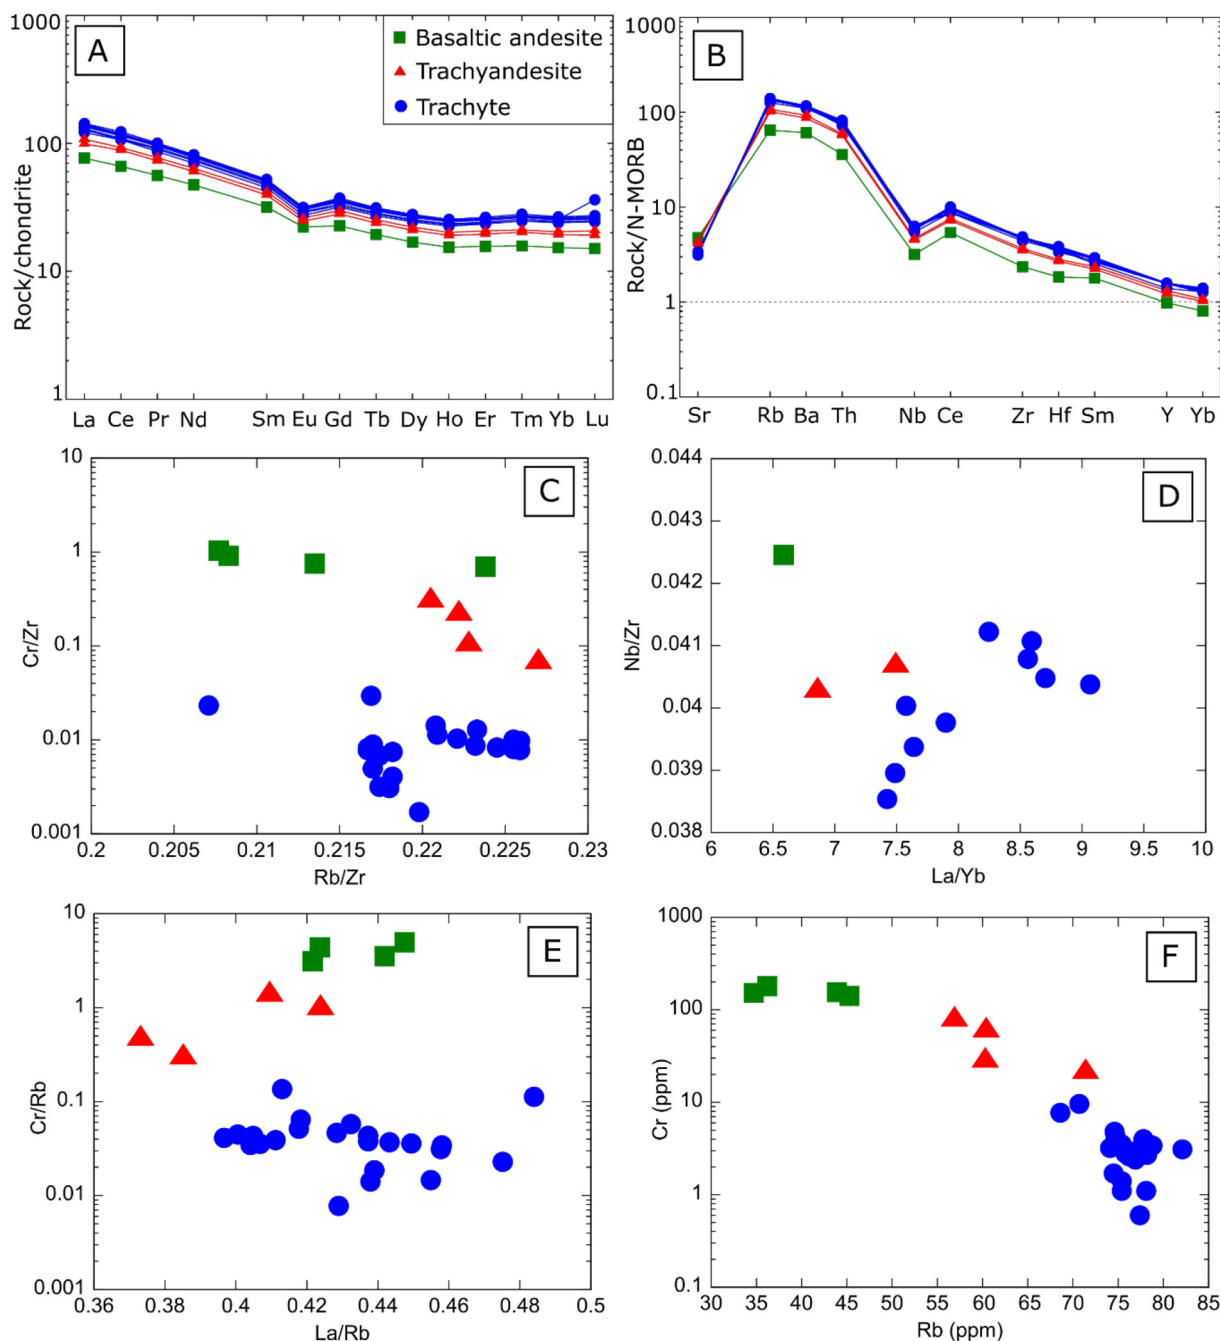 A
Basaltic andesite
Trachyandesite
Trachyte
1000
100
10
1
Rock/chondrite
La Ce Pr Nd Sm Eu Gd Tb Dy Ho Er Tm Yb Lu
B
1000
100
10
1
0.1
Rock/N-MORB
Sr Rb Ba Th Nb Ce Zr Hf Sm Y Yb
C
10
1
0.1
0.01
0.001
Cr/Zr
0.2 0.205 0.21 0.215 0.22 0.225 0.23
Rb/Zr
D
0.044
0.043
0.042
0.041
0.04
0.039
0.038
Nb/Zr
6 6.5 7 7.5 8 8.5 9 9.5 10
La/Yb
E
10
1
0.1
0.01
0.001
Cr/Rb
0.36 0.38 0.4 0.42 0.44 0.46 0.48 0.5
La/Rb
F
1000
100
10
1
0.1
Cr (ppm)
30 35 40 45 50 55 60 65 70 75 80 85
Rb (ppm)